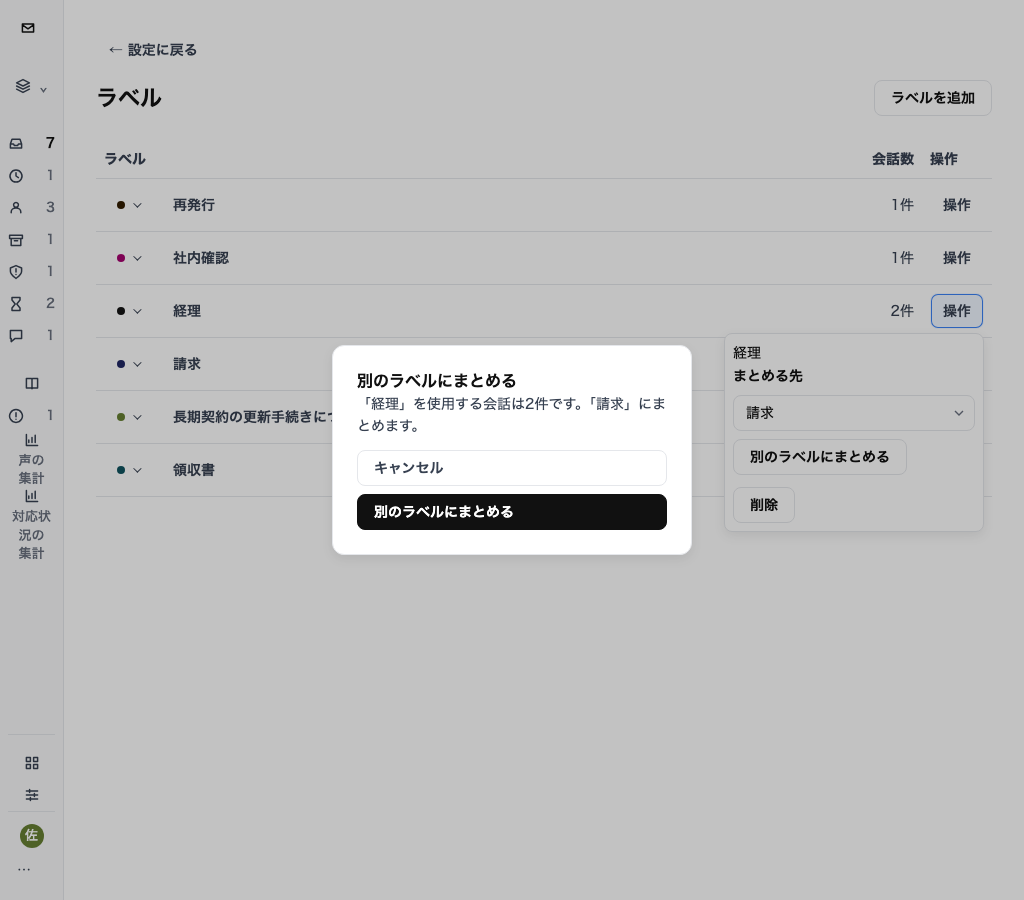 ← 設定に戻る
ラベル
ラベルを追加
ラベル 会話数 操作
再発行 1件 操作
社内確認 1件 操作
経理 2件 操作
請求
長期契約の更新手続きに
領収書
7
1
3
1
1
2
1
1
声の
集計
対応状
況の
集計
佐
…
経理
まとめる先
請求
別のラベルにまとめる
削除
別のラベルにまとめる
「経理」を使用する会話は2件です。「請求」にま
とめます。
キャンセル
別のラベルにまとめる